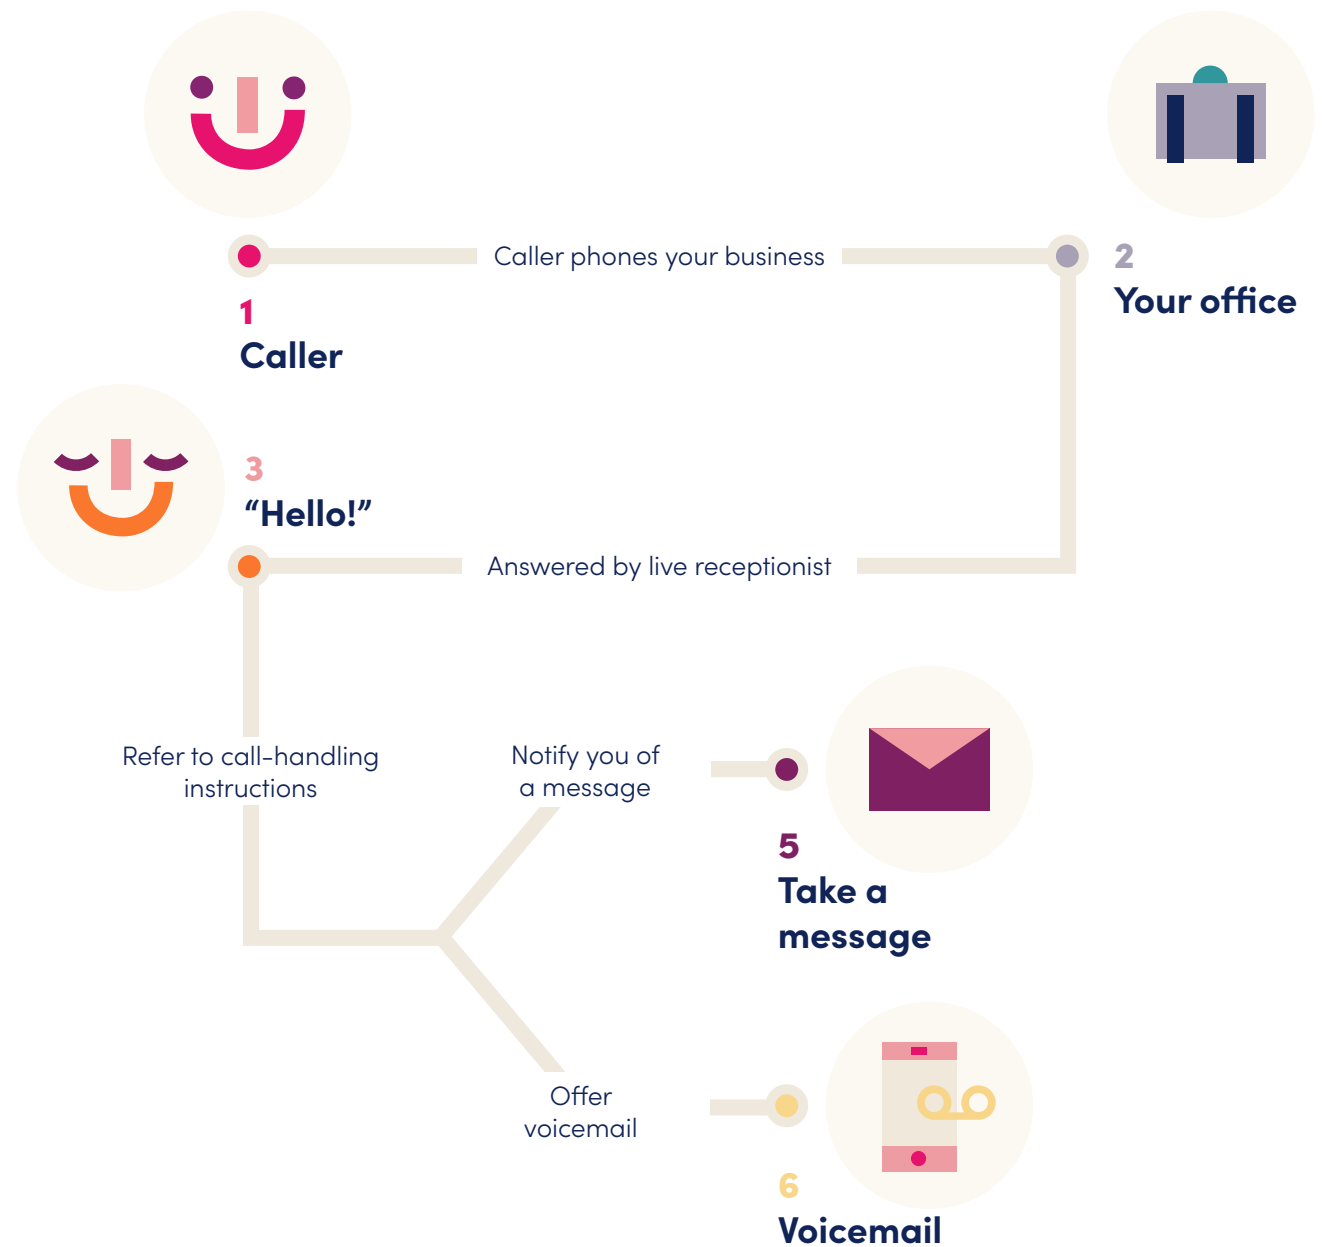 Caller phones your business
1
Caller
2
Your office
3
“Hello!”
Answered by live receptionist
Refer to call-handling
instructions
Notify you of
a message
5
Take a
message
Offer
voicemail
6
Voicemail